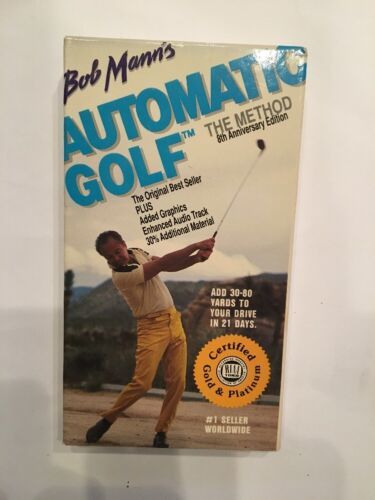 Bob Mann's
AUTOMATIC
GOLF™
THE METHOD
8th Anniversary Edition
The Original Best Seller
PLUS
Added Graphics
Enhanced Audio Track
30% Additional Material
ADD 30-80
YARDS TO
YOUR DRIVE
IN 21 DAYS.
Certified
Gold & Platinum
#1 SELLER
WORLDWIDE